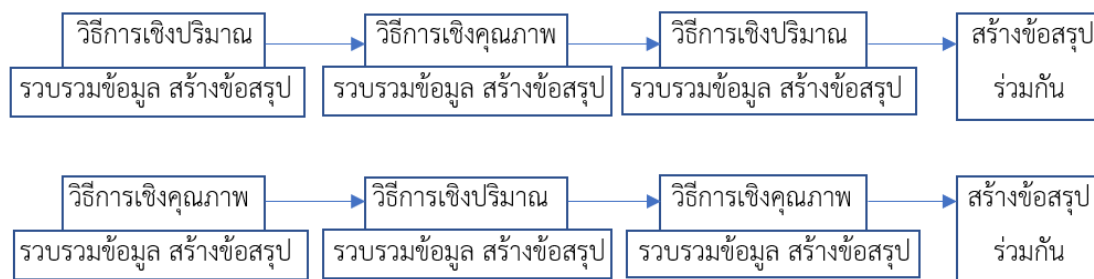 วิธีการเชิงปริมาณ วิธีการเชิงคุณภาพ วิธีการเชิงปริมาณ สร้างข้อสรุป
รวบรวมข้อมูล สร้างข้อสรุป รวบรวมข้อมูล สร้างข้อสรุป รวบรวมข้อมูล สร้างข้อสรุป ร่วมกัน
วิธีการเชิงคุณภาพ วิธีการเชิงปริมาณ วิธีการเชิงคุณภาพ สร้างข้อสรุป
รวบรวมข้อมูล สร้างข้อสรุป รวบรวมข้อมูล สร้างข้อสรุป รวบรวมข้อมูล สร้างข้อสรุป ร่วมกัน